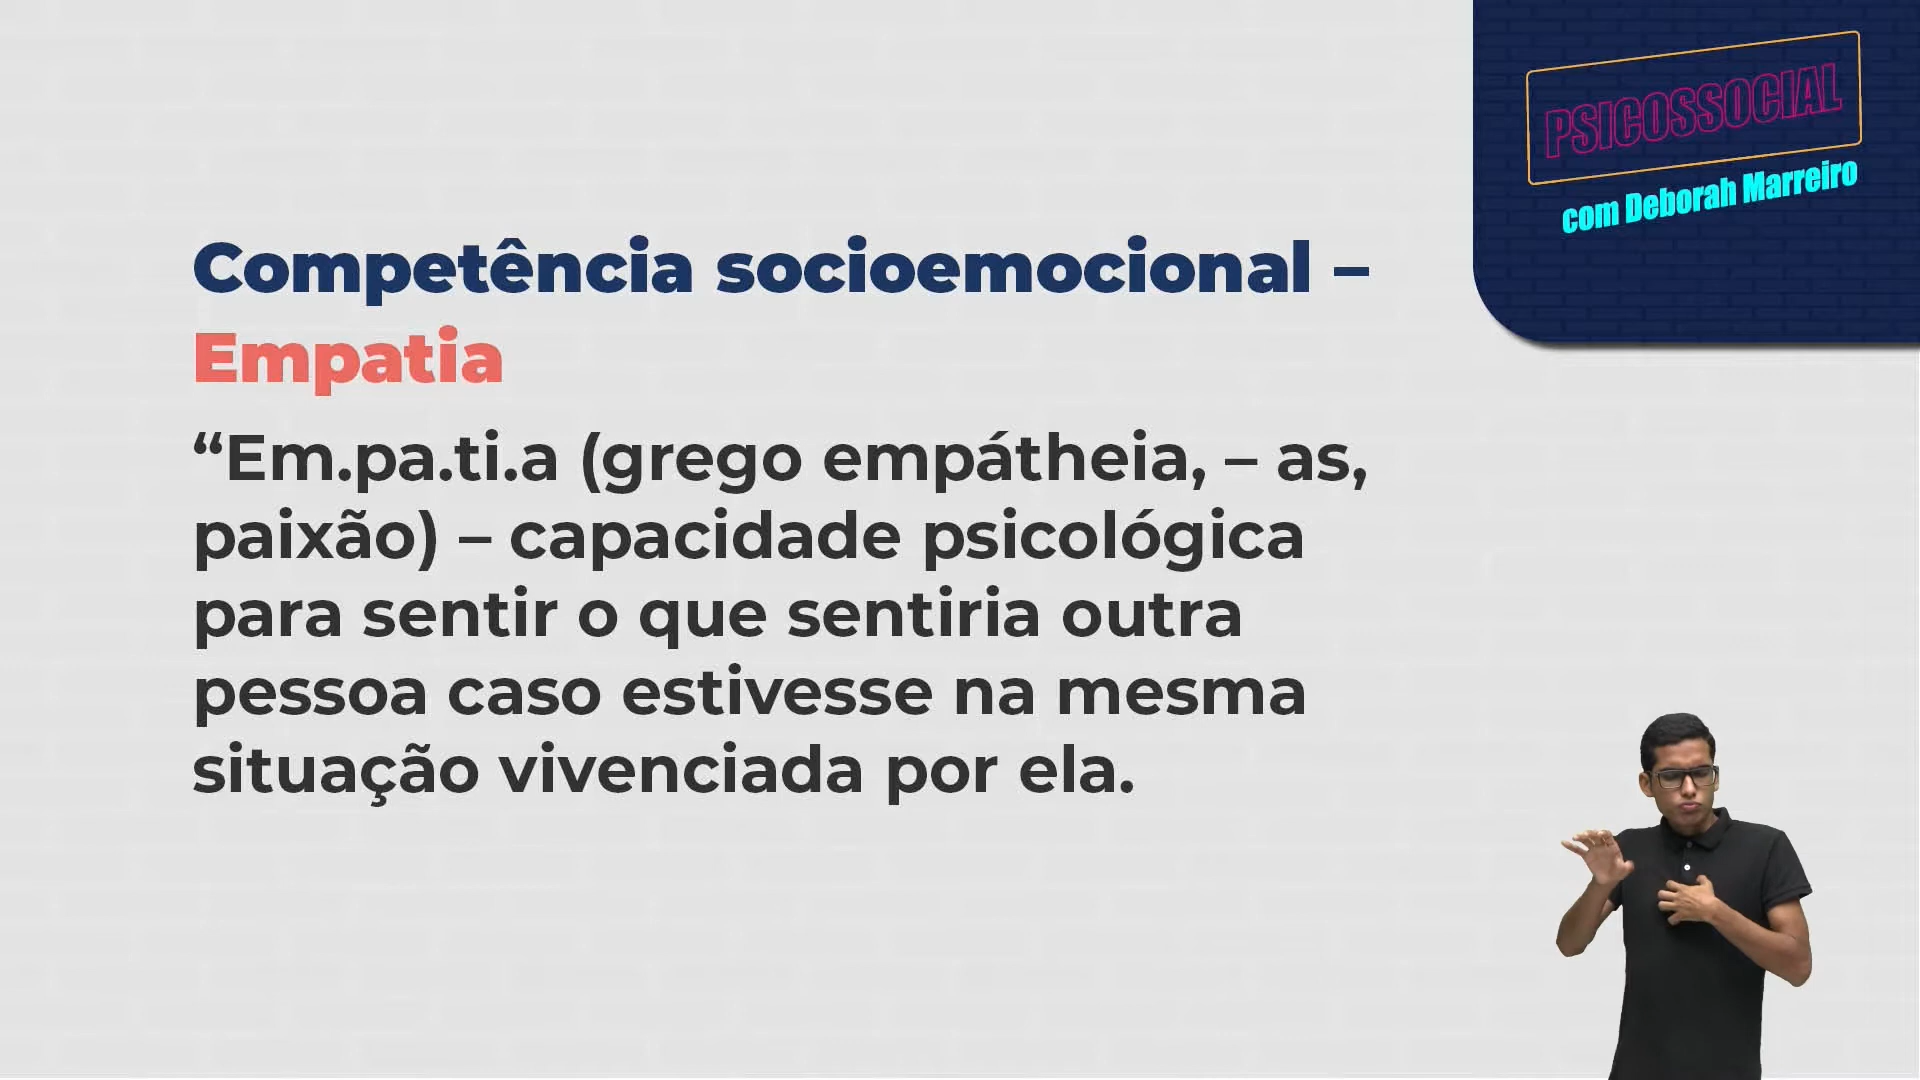 PSICOSSOCIAL
com Deborah Marreiro
Competência socioemocional –
Empatia
“Em.pa.ti.a (grego empátheia, – as,
paixão) – capacidade psicológica
para sentir o que sentiria outra
pessoa caso estivesse na mesma
situação vivenciada por ela.